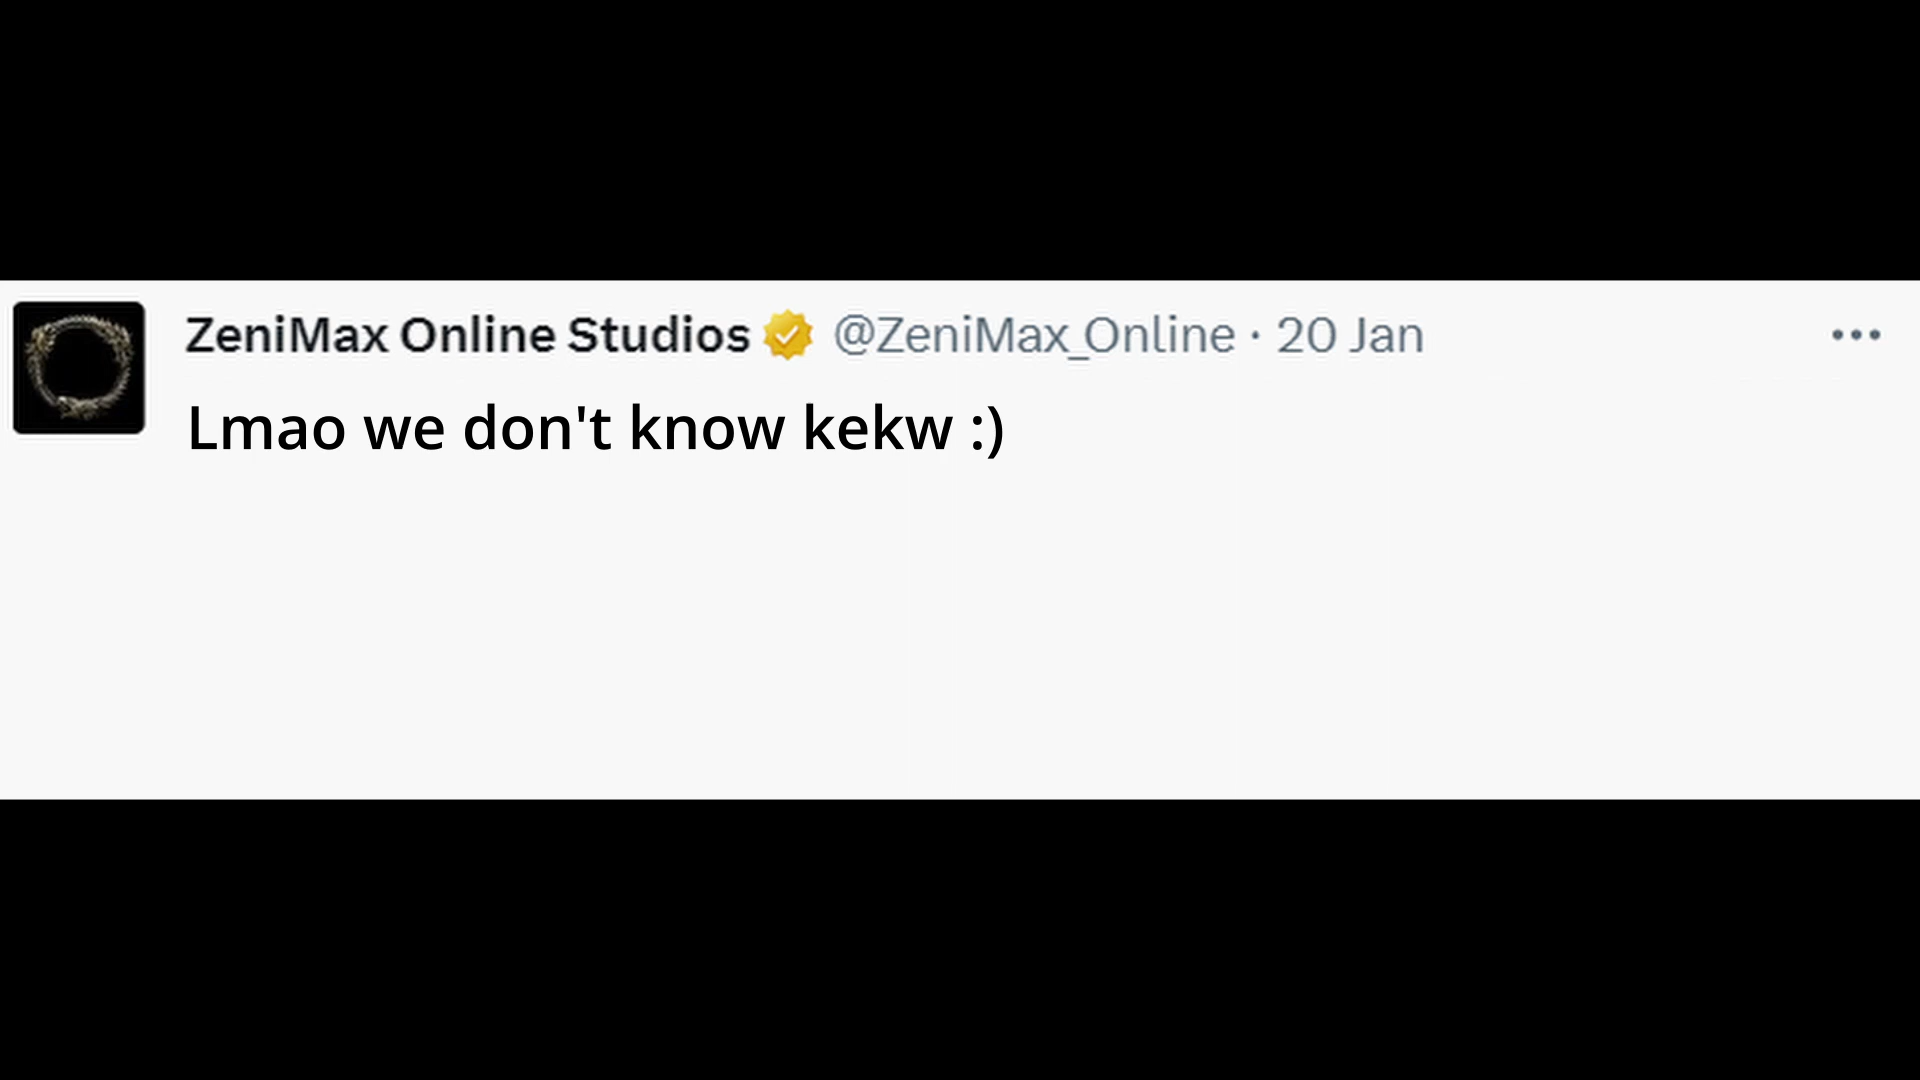 ZeniMax Online Studios @ZeniMax_Online · 20 Jan
Lmao we don't know kekw :)